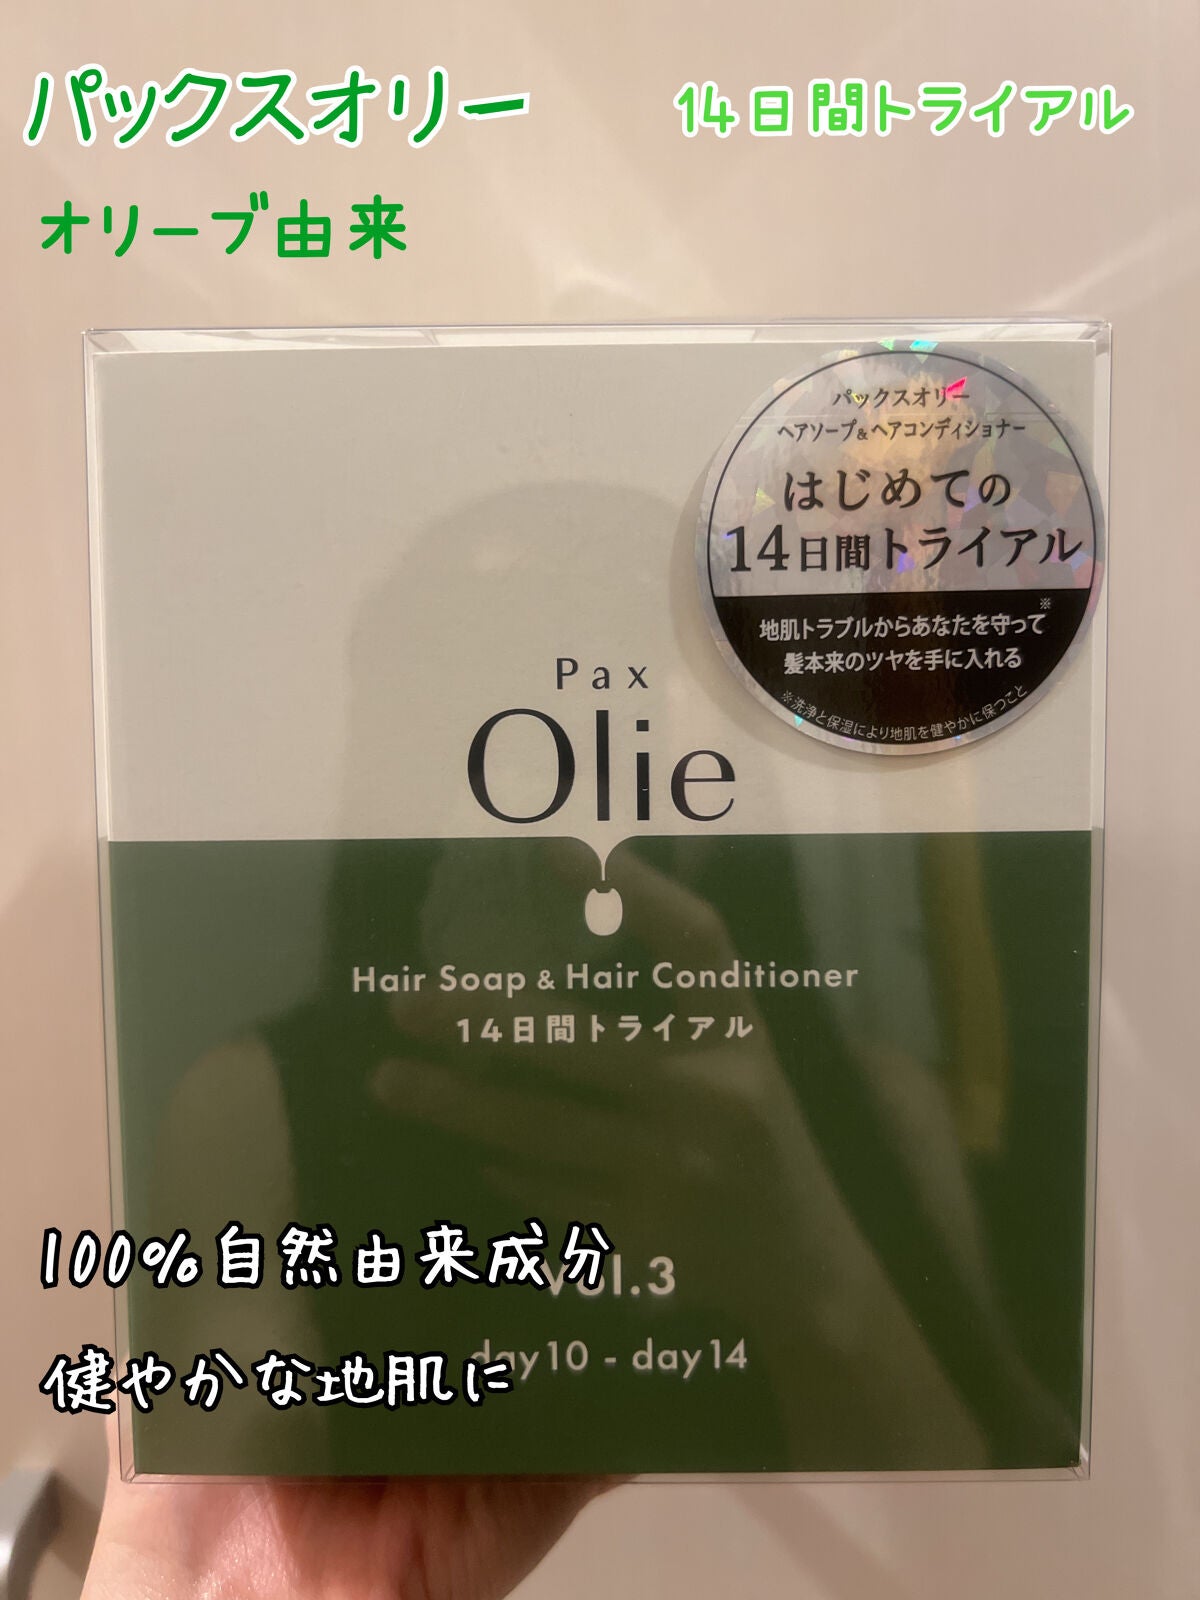 パックスオリー
14日間トライアル
オリーブ由来
パックスオリー
ヘアソープ&ヘアコンディショナー
はじめての
14日間トライアル
地肌トラブルからあなたを守って※
髪本来のツヤを手に入れる
※洗浄と保湿により地肌を健やかに保つこと
Pax
Olie
Hair Soap & Hair Conditioner
14日間トライアル
100%自然由来成分
vol.3
健やかな地肌に
day10 - day14